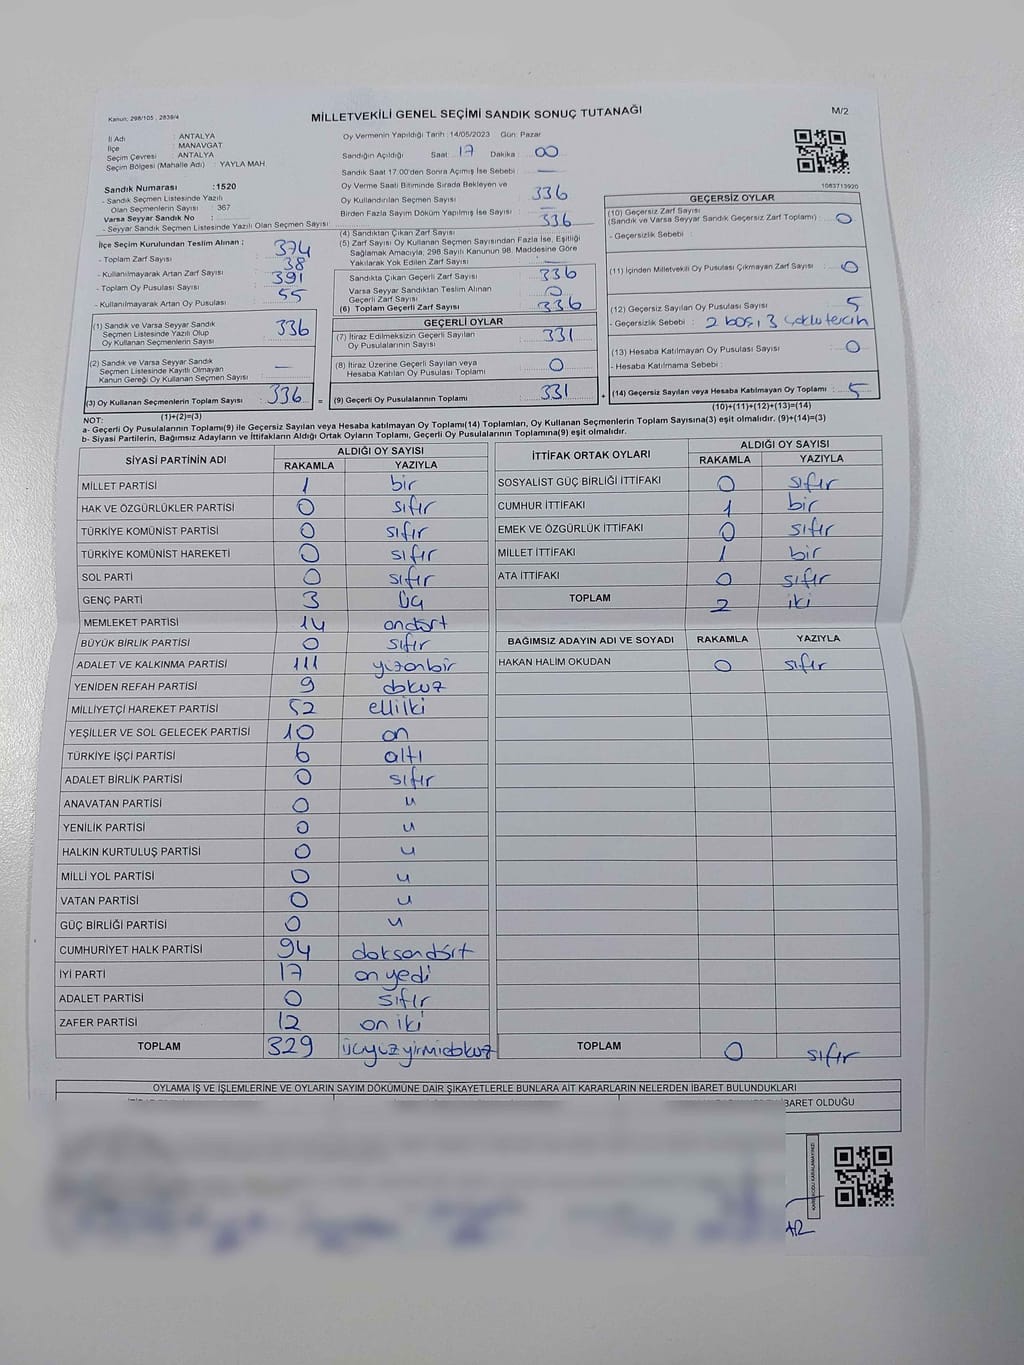 Kanun: 298/105 , 2839/4
MİLLETVEKİLİ GENEL SEÇİMİ SANDIK SONUÇ TUTANAĞI
M/2
İl Adı : ANTALYA
İlçe : MANAVGAT
Seçim Çevresi : ANTALYA
Seçim Bölgesi (Mahalle Adı) : YAYLA MAH
Oy Vermenin Yapıldığı Tarih :14/05/2023 Gün: Pazar
Sandığın Açıldığı Saat: 17 Dakika : 00
Sandık Saat 17.00'den Sonra Açımış İse Sebebi : —
Oy Verme Saati Bitiminde Sırada Bekleyen ve
Oy Kullandırılan Seçmen Sayısı : 336
Birden Fazla Sayım Döküm Yapılmış İse Sayısı : —
Sandık Numarası :1520
- Sandık Seçmen Listesinde Yazılı
Olan Seçmenlerin Sayısı : 367
Varsa Seyyar Sandık No :
- Seyyar Sandık Seçmen Listesinde Yazılı Olan Seçmen Sayısı :
İlçe Seçim Kurulundan Teslim Alınan ;
- Toplam Zarf Sayısı : 374
- Kullanılmayarak Artan Zarf Sayısı : 38
- Toplam Oy Pusulası Sayısı : 391
- Kullanılmayarak Artan Oy Pusulası : 55
(1) Sandık ve Varsa Seyyar Sandık
Seçmen Listesinde Yazılı Olup
Oy Kullanan Seçmenlerin Sayısı : 336
(2) Sandık ve Varsa Seyyar Sandık
Seçmen Listesinde Kayıtlı Olmayan
Kanun Gereği Oy Kullanan Seçmen Sayısı : —
(3) Oy Kullanan Seçmenlerin Toplam Sayısı : 336 =
(1)+(2)=(3)
(4) Sandıktan Çıkan Zarf Sayısı : 336
(5) Zarf Sayısı Oy Kullanan Seçmen Sayısından Fazla İse, Eşitliği
Sağlamak Amacıyla; 298 Sayılı Kanunun 98. Maddesine Göre
Yakılarak Yok Edilen Zarf Sayısı : —
Sandıkta Çıkan Geçerli Zarf Sayısı : 336
Varsa Seyyar Sandıktan Teslim Alınan
Geçerli Zarf Sayısı : 0
(6) Toplam Geçerli Zarf Sayısı : 336
GEÇERLİ OYLAR
(7) İtiraz Edilmeksizin Geçerli Sayılan
Oy Pusulalarının Sayısı : 331
(8) İtiraz Üzerine Geçerli Sayılan veya
Hesaba Katılan Oy Pusulası Toplamı : 0
(9) Geçerli Oy Pusulalarının Toplamı : 331 +
1083713920
GEÇERSİZ OYLAR
(10) Geçersiz Zarf Sayısı
(Sandık ve Varsa Seyyar Sandık Geçersiz Zarf Toplamı) : 0
- Geçersizlik Sebebi :
(11) İçinden Milletvekili Oy Pusulası Çıkmayan Zarf Sayısı : 0
(12) Geçersiz Sayılan Oy Pusulası Sayısı : 5
- Geçersizlik Sebebi : 2 boş, 3 çoklu tercih
(13) Hesaba Katılmayan Oy Pusulası Sayısı : 0
- Hesaba Katılmama Sebebi :
(14) Geçersiz Sayılan veya Hesaba Katılmayan Oy Toplamı : 5
(10)+(11)+(12)+(13)=(14)
NOT:
a- Geçerli Oy Pusulalarının Toplamı(9) ile Geçersiz Sayılan veya Hesaba katılmayan Oy Toplamı(14) Toplamları, Oy Kullanan Seçmenlerin Toplam Sayısına(3) eşit olmalıdır. (9)+(14)=(3)
b- Siyasi Partilerin, Bağımsız Adayların ve İttifakların Aldığı Ortak Oyların Toplamı, Geçerli Oy Pusulalarının Toplamına(9) eşit olmalıdır.
SİYASİ PARTİNİN ADI ALDIĞI OY SAYISI
RAKAMLA YAZIYLA
MİLLET PARTİSİ 1 bir
HAK VE ÖZGÜRLÜKLER PARTİSİ 0 sıfır
TÜRKİYE KOMÜNİST PARTİSİ 0 sıfır
TÜRKİYE KOMÜNİST HAREKETİ 0 sıfır
SOL PARTİ 0 sıfır
GENÇ PARTİ 3 Üç
MEMLEKET PARTİSİ 14 ondört
BÜYÜK BİRLİK PARTİSİ 0 sıfır
ADALET VE KALKINMA PARTİSİ 111 yüzonbir
YENİDEN REFAH PARTİSİ 9 dokuz
MİLLİYETÇİ HAREKET PARTİSİ 52 elliiki
YEŞİLLER VE SOL GELECEK PARTİSİ 10 on
TÜRKİYE İŞÇİ PARTİSİ 6 altı
ADALET BİRLİK PARTİSİ 0 sıfır
ANAVATAN PARTİSİ 0 u
YENİLİK PARTİSİ 0 u
HALKIN KURTULUŞ PARTİSİ 0 u
MİLLİ YOL PARTİSİ 0 u
VATAN PARTİSİ 0 u
GÜÇ BİRLİĞİ PARTİSİ 0 u
CUMHURİYET HALK PARTİSİ 94 doksandört
İYİ PARTİ 17 on yedi
ADALET PARTİSİ 0 sıfır
ZAFER PARTİSİ 12 on iki
TOPLAM 329 üçyüzyirmidokuz
İTTİFAK ORTAK OYLARI ALDIĞI OY SAYISI
RAKAMLA YAZIYLA
SOSYALİST GÜÇ BİRLİĞİ İTTİFAKI 0 sıfır
CUMHUR İTTİFAKI 1 bir
EMEK VE ÖZGÜRLÜK İTTİFAKI 0 sıfır
MİLLET İTTİFAKI 1 bir
ATA İTTİFAKI 0 sıfır
TOPLAM 2 iki
BAĞIMSIZ ADAYIN ADI VE SOYADI RAKAMLA YAZIYLA
HAKAN HALİM OKUDAN 0 sıfır
TOPLAM 0 sıfır
OYLAMA İŞ VE İŞLEMLERİNE VE OYLARIN SAYIM DÖKÜMÜNE DAİR ŞİKAYETLERLE BUNLARA AİT KARARLARIN NELERDEN İBARET BULUNDUKLARI
BARET OLDUĞU